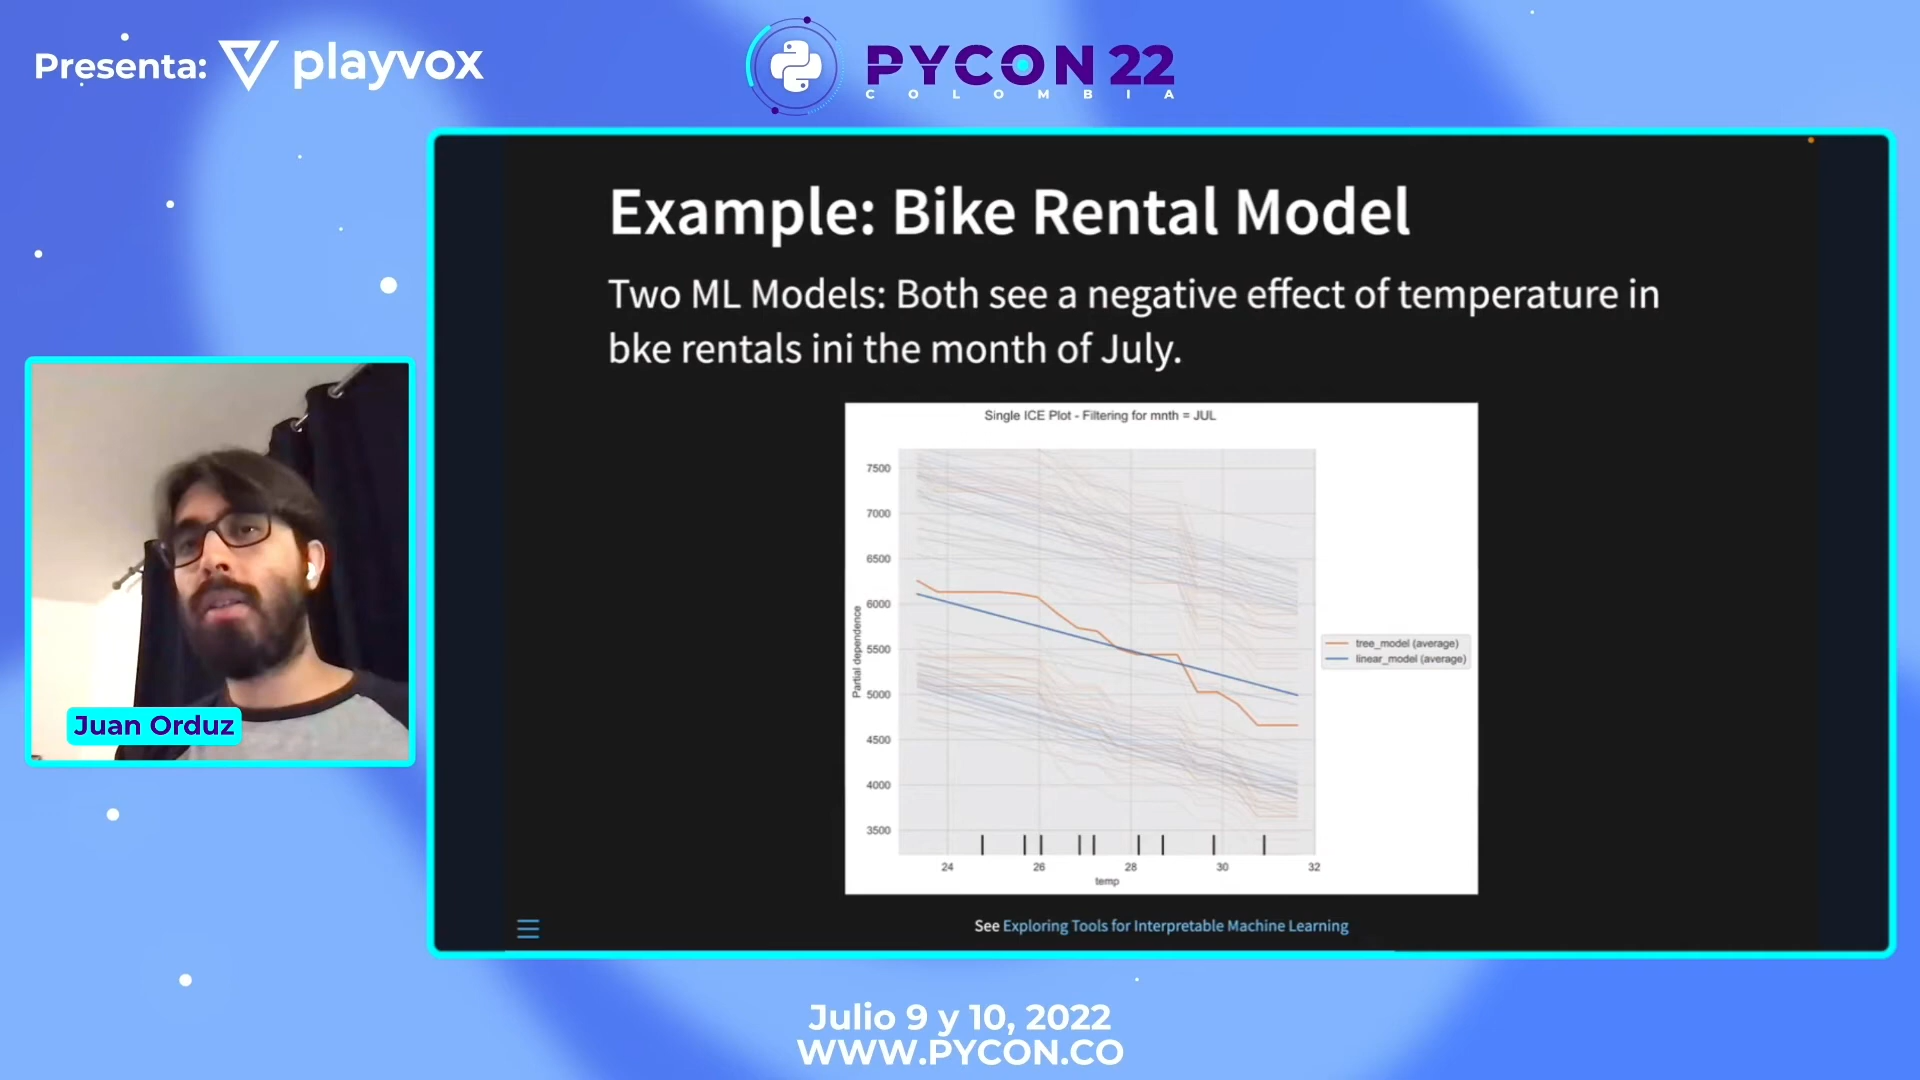 Presenta: playvox
PYCON 22
COLOMBIA
Example: Bike Rental Model
Two ML Models: Both see a negative effect of temperature in
bke rentals ini the month of July.
Single ICE Plot - Filtering for mnth = JUL
7500
7000
6500
6000
5500
5000
4500
4000
3500
Partial dependence
24 26 28 30 32
temp
tree_model (average)
linear_model (average)
See Exploring Tools for Interpretable Machine Learning
Juan Orduz
Julio 9 y 10, 2022
WWW.PYCON.CO